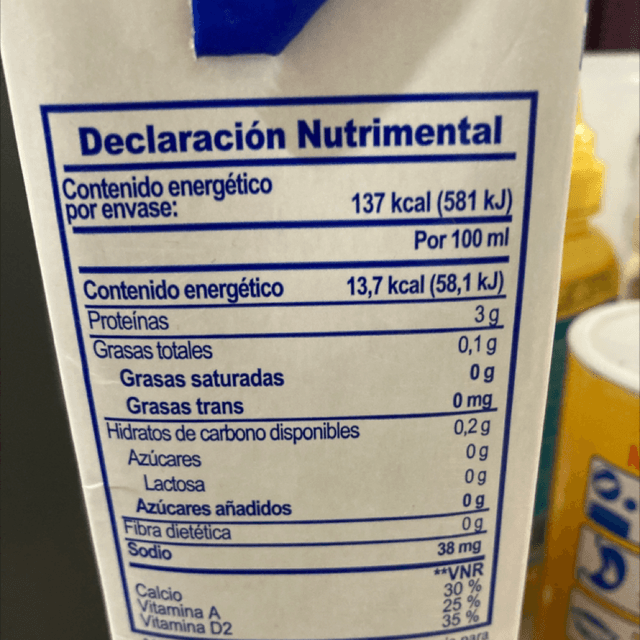 Declaración Nutrimental
Contenido energético
por envase: 137 kcal (581 kJ)
Por 100 ml
Contenido energético 13,7 kcal (58,1 kJ)
Proteínas 3 g
Grasas totales 0,1 g
Grasas saturadas 0 g
Grasas trans 0 mg
Hidratos de carbono disponibles 0,2 g
Azúcares 0 g
Lactosa 0 g
Azúcares añadidos 0 g
Fibra dietética 0 g
Sodio 38 mg
**VNR
Calcio 30 %
Vitamina A 25 %
Vitamina D2 35 %
para